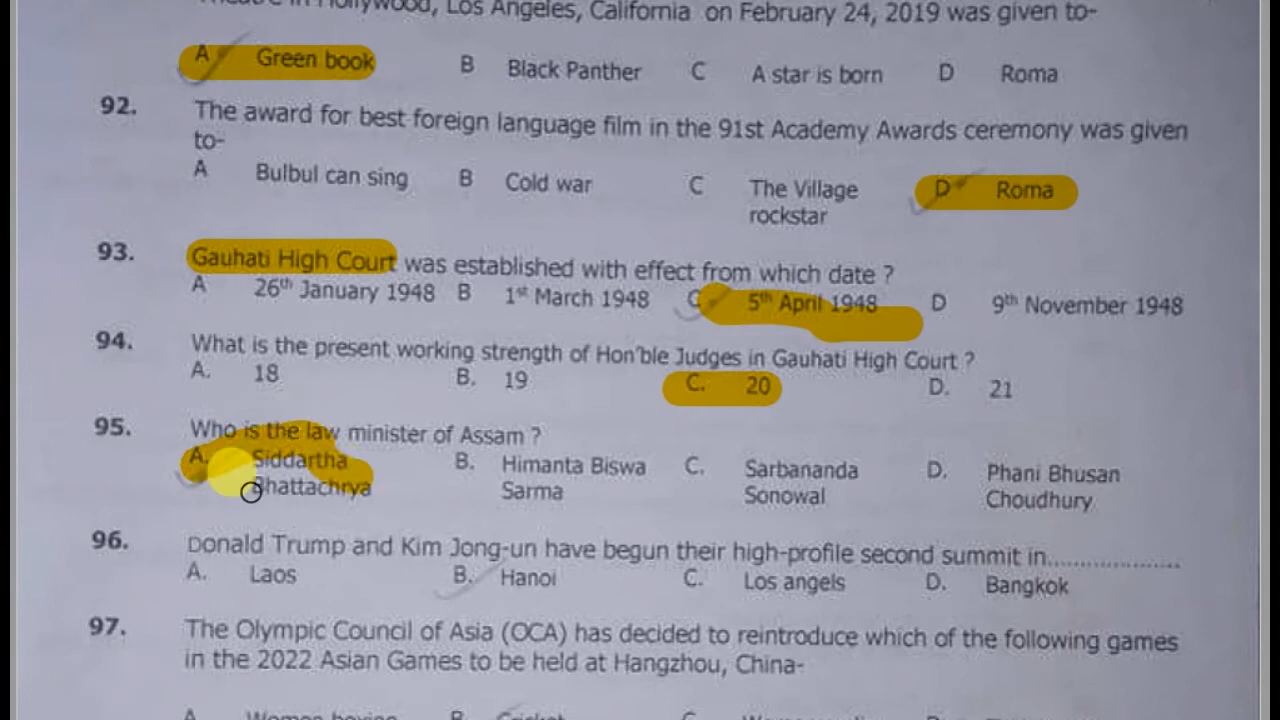 Theatre in Hollywood, Los Angeles, California on February 24, 2019 was given to-
A Green book B Black Panther C A star is born D Roma
92. The award for best foreign language film in the 91st Academy Awards ceremony was given
to-
A Bulbul can sing B Cold war C The Village D Roma
rockstar
93. Gauhati High Court was established with effect from which date ?
A 26th January 1948 B 1st March 1948 C 5th April 1948 D 9th November 1948
94. What is the present working strength of Hon'ble Judges in Gauhati High Court ?
A. 18 B. 19 C. 20 D. 21
95. Who is the law minister of Assam ?
A. Siddartha B. Himanta Biswa C. Sarbananda D. Phani Bhusan
Bhattachrya Sarma Sonowal Choudhury
96. Donald Trump and Kim Jong-un have begun their high-profile second summit in...................
A. Laos B. Hanoi C. Los angels D. Bangkok
97. The Olympic Council of Asia (OCA) has decided to reintroduce which of the following games
in the 2022 Asian Games to be held at Hangzhou, China-
A Women boxing B Cricket C